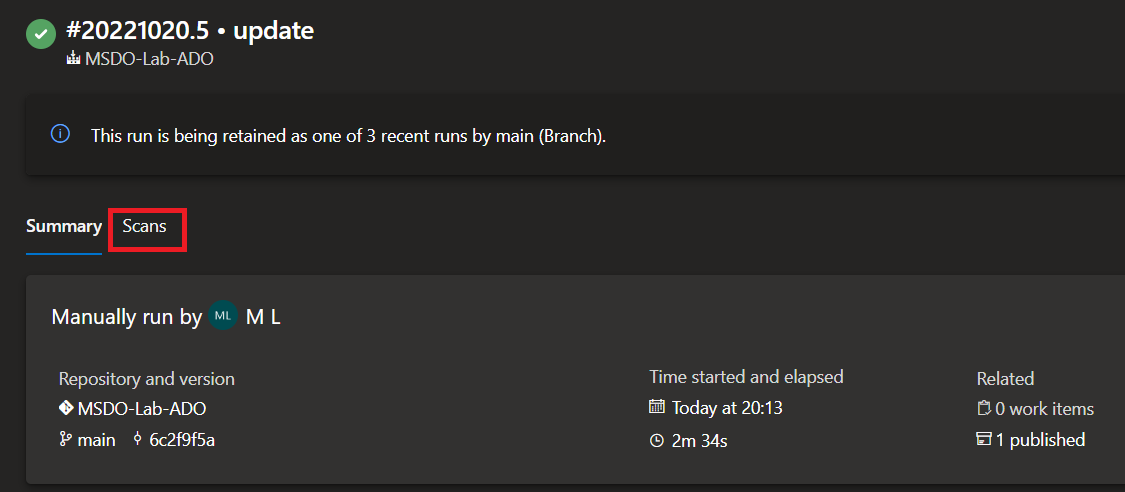 #20221020.5 • update
MSDO-Lab-ADO
This run is being retained as one of 3 recent runs by main (Branch).
Summary Scans
Manually run by ML M L
Repository and version
MSDO-Lab-ADO
main 6c2f9f5a
Time started and elapsed
Today at 20:13
2m 34s
Related
0 work items
1 published